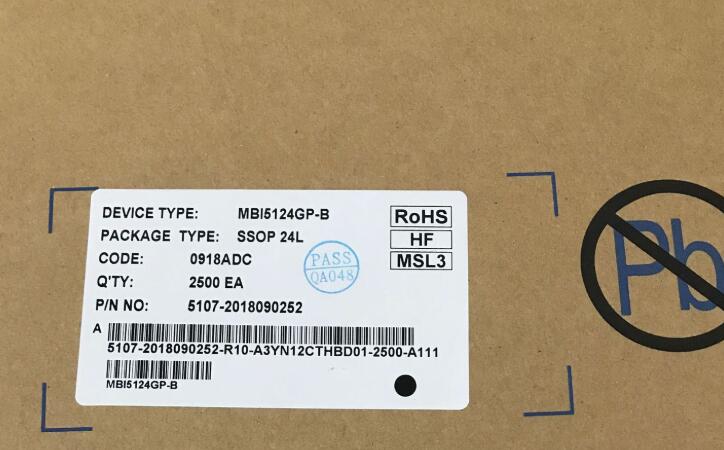 DEVICE TYPE: MBI5124GP-B
PACKAGE TYPE: SSOP 24L
CODE: 0918ADC
Q'TY: 2500 EA
P/N NO: 5107-2018090252
RoHS
HF
MSL3
PASS
QA048
A
5107-2018090252-R10-A3YN12CTHBD01-2500-A111
MBI5124GP-B
Pb